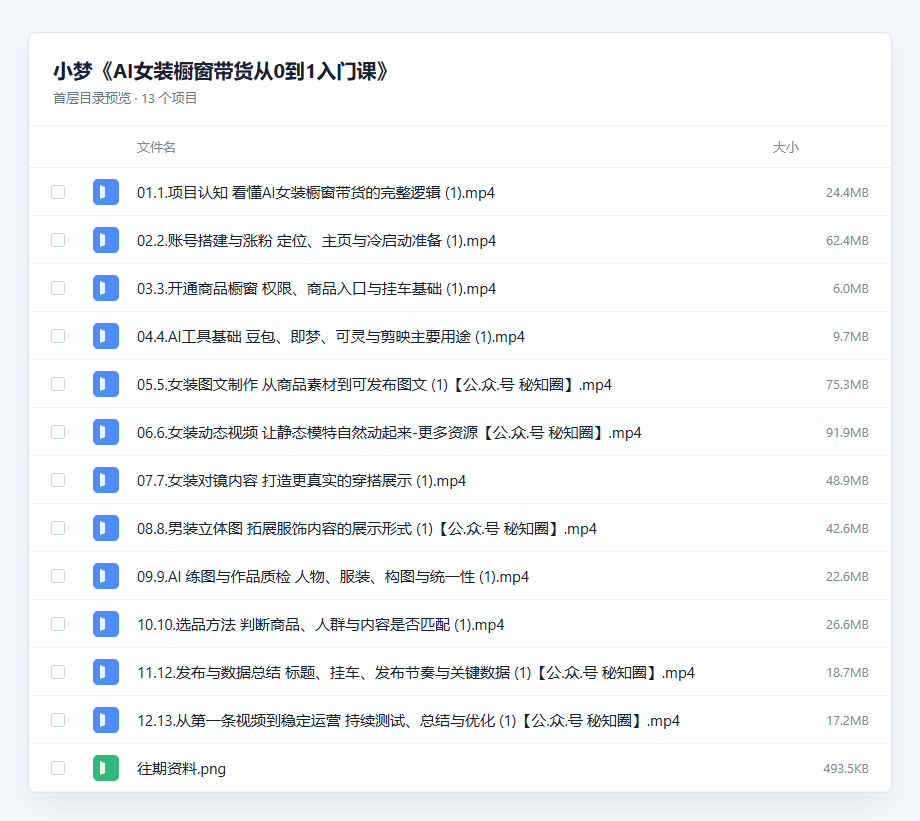 小梦《AI女装橱窗带货从0到1入门课》
首层目录预览 · 13 个项目
文件名 大小
01.1.项目认知 看懂AI女装橱窗带货的完整逻辑 (1).mp4 24.4MB
02.2.账号搭建与涨粉 定位、主页与冷启动准备 (1).mp4 62.4MB
03.3.开通商品橱窗 权限、商品入口与挂车基础 (1).mp4 6.0MB
04.4.AI工具基础 豆包、即梦、可灵与剪映主要用途 (1).mp4 9.7MB
05.5.女装图文制作 从商品素材到可发布图文 (1)【公.众.号 秘知圈】.mp4 75.3MB
06.6.女装动态视频 让静态模特自然动起来-更多资源【公.众.号 秘知圈】.mp4 91.9MB
07.7.女装对镜内容 打造更真实的穿搭展示 (1).mp4 48.9MB
08.8.男装立体图 拓展服饰内容的展示形式 (1)【公.众.号 秘知圈】.mp4 42.6MB
09.9.AI 练图与作品质检 人物、服装、构图与统一性 (1).mp4 22.6MB
10.10.选品方法 判断商品、人群与内容是否匹配 (1).mp4 26.6MB
11.12.发布与数据总结 标题、挂车、发布节奏与关键数据 (1)【公.众.号 秘知圈】.mp4 18.7MB
12.13.从第一条视频到稳定运营 持续测试、总结与优化 (1)【公.众.号 秘知圈】.mp4 17.2MB
往期资料.png 493.5KB